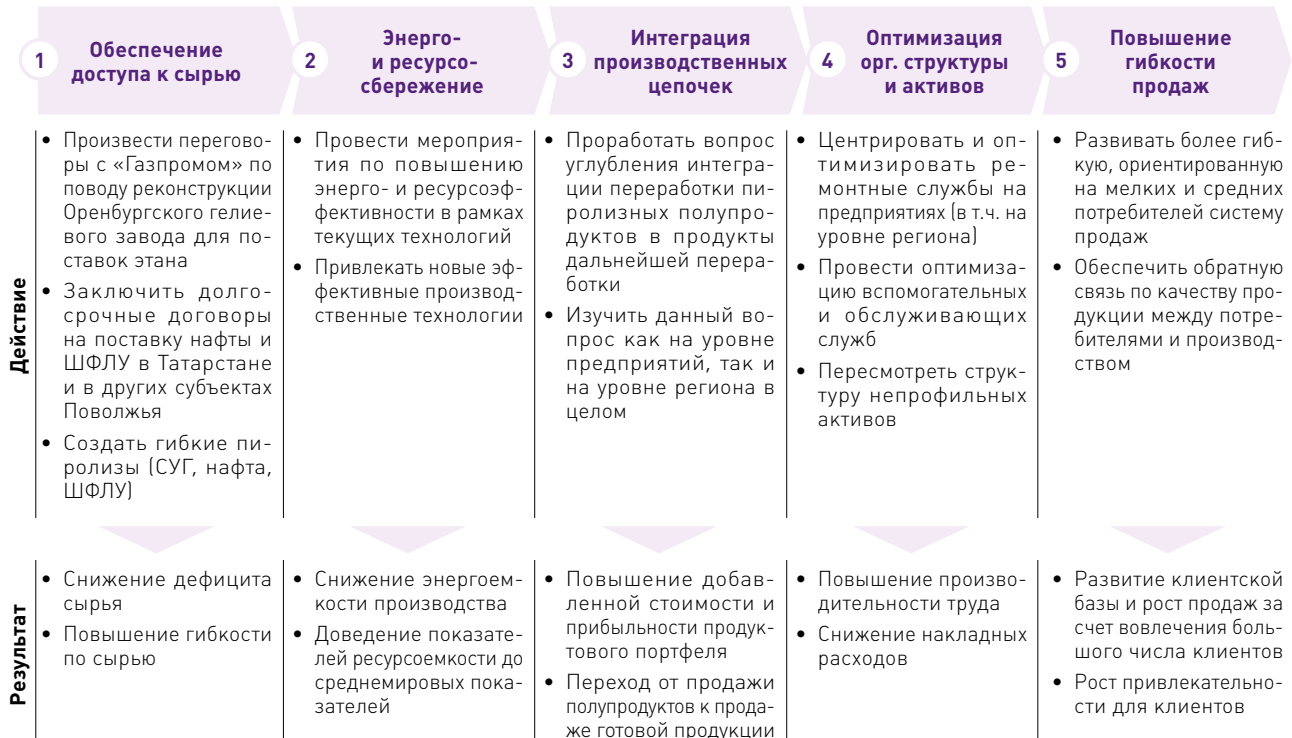 1
Обеспечение
доступа к сырью
2
Энерго-
и ресурсо-
сбережение
3
Интеграция
производственных
цепочек
4
Оптимизация
орг. структуры
и активов
5
Повышение
гибкости
продаж
Действие
• Произвести перегово-
ры с «Газпромом» по
поводу реконструкции
Оренбургского гелие-
вого завода для по-
ставок этана
• Заключить долго-
срочные договоры
на поставку нафты и
ШФЛУ в Татарстане
и в других субъектах
Поволжья
• Создать гибкие пи-
ролизы (СУГ, нафта,
ШФЛУ)
• Провести мероприя-
тия по повышению
энерго- и ресурсоэф-
фективности в рамках
текущих технологий
• Привлекать новые эф-
фективные производ-
ственные технологии
• Проработать вопрос
углубления интегра-
ции переработки пи-
ролизных полупро-
дуктов в продукты
дальнейшей перера-
ботки
• Изучить данный во-
прос как на уровне
предприятий, так и
на уровне региона в
целом
• Центрировать и оп-
тимизировать ре-
монтные службы на
предприятиях (в т.ч. на
уровне региона)
• Провести оптимиза-
цию вспомогательных
и обслуживающих
служб
• Пересмотреть струк-
туру непрофильных
активов
• Развивать более гиб-
кую, ориентированную
на мелких и средних
потребителей систему
продаж
• Обеспечить обратную
связь по качеству про-
дукции между потре-
бителями и производ-
ством
Результат
• Снижение дефицита
сырья
• Повышение гибкости
по сырью
• Снижение энергоем-
кости производства
• Доведение показате-
лей ресурсоемкости до
среднемировых пока-
зателей
• Повышение добав-
ленной стоимости и
прибыльности продук-
тового портфеля
• Переход от продажи
полупродуктов к прода-
же готовой продукции
• Повышение произво-
дительности труда
• Снижение накладных
расходов
• Развитие клиентской
базы и рост продаж за
счет вовлечения боль-
шого числа клиентов
• Рост привлекательно-
сти для клиентов